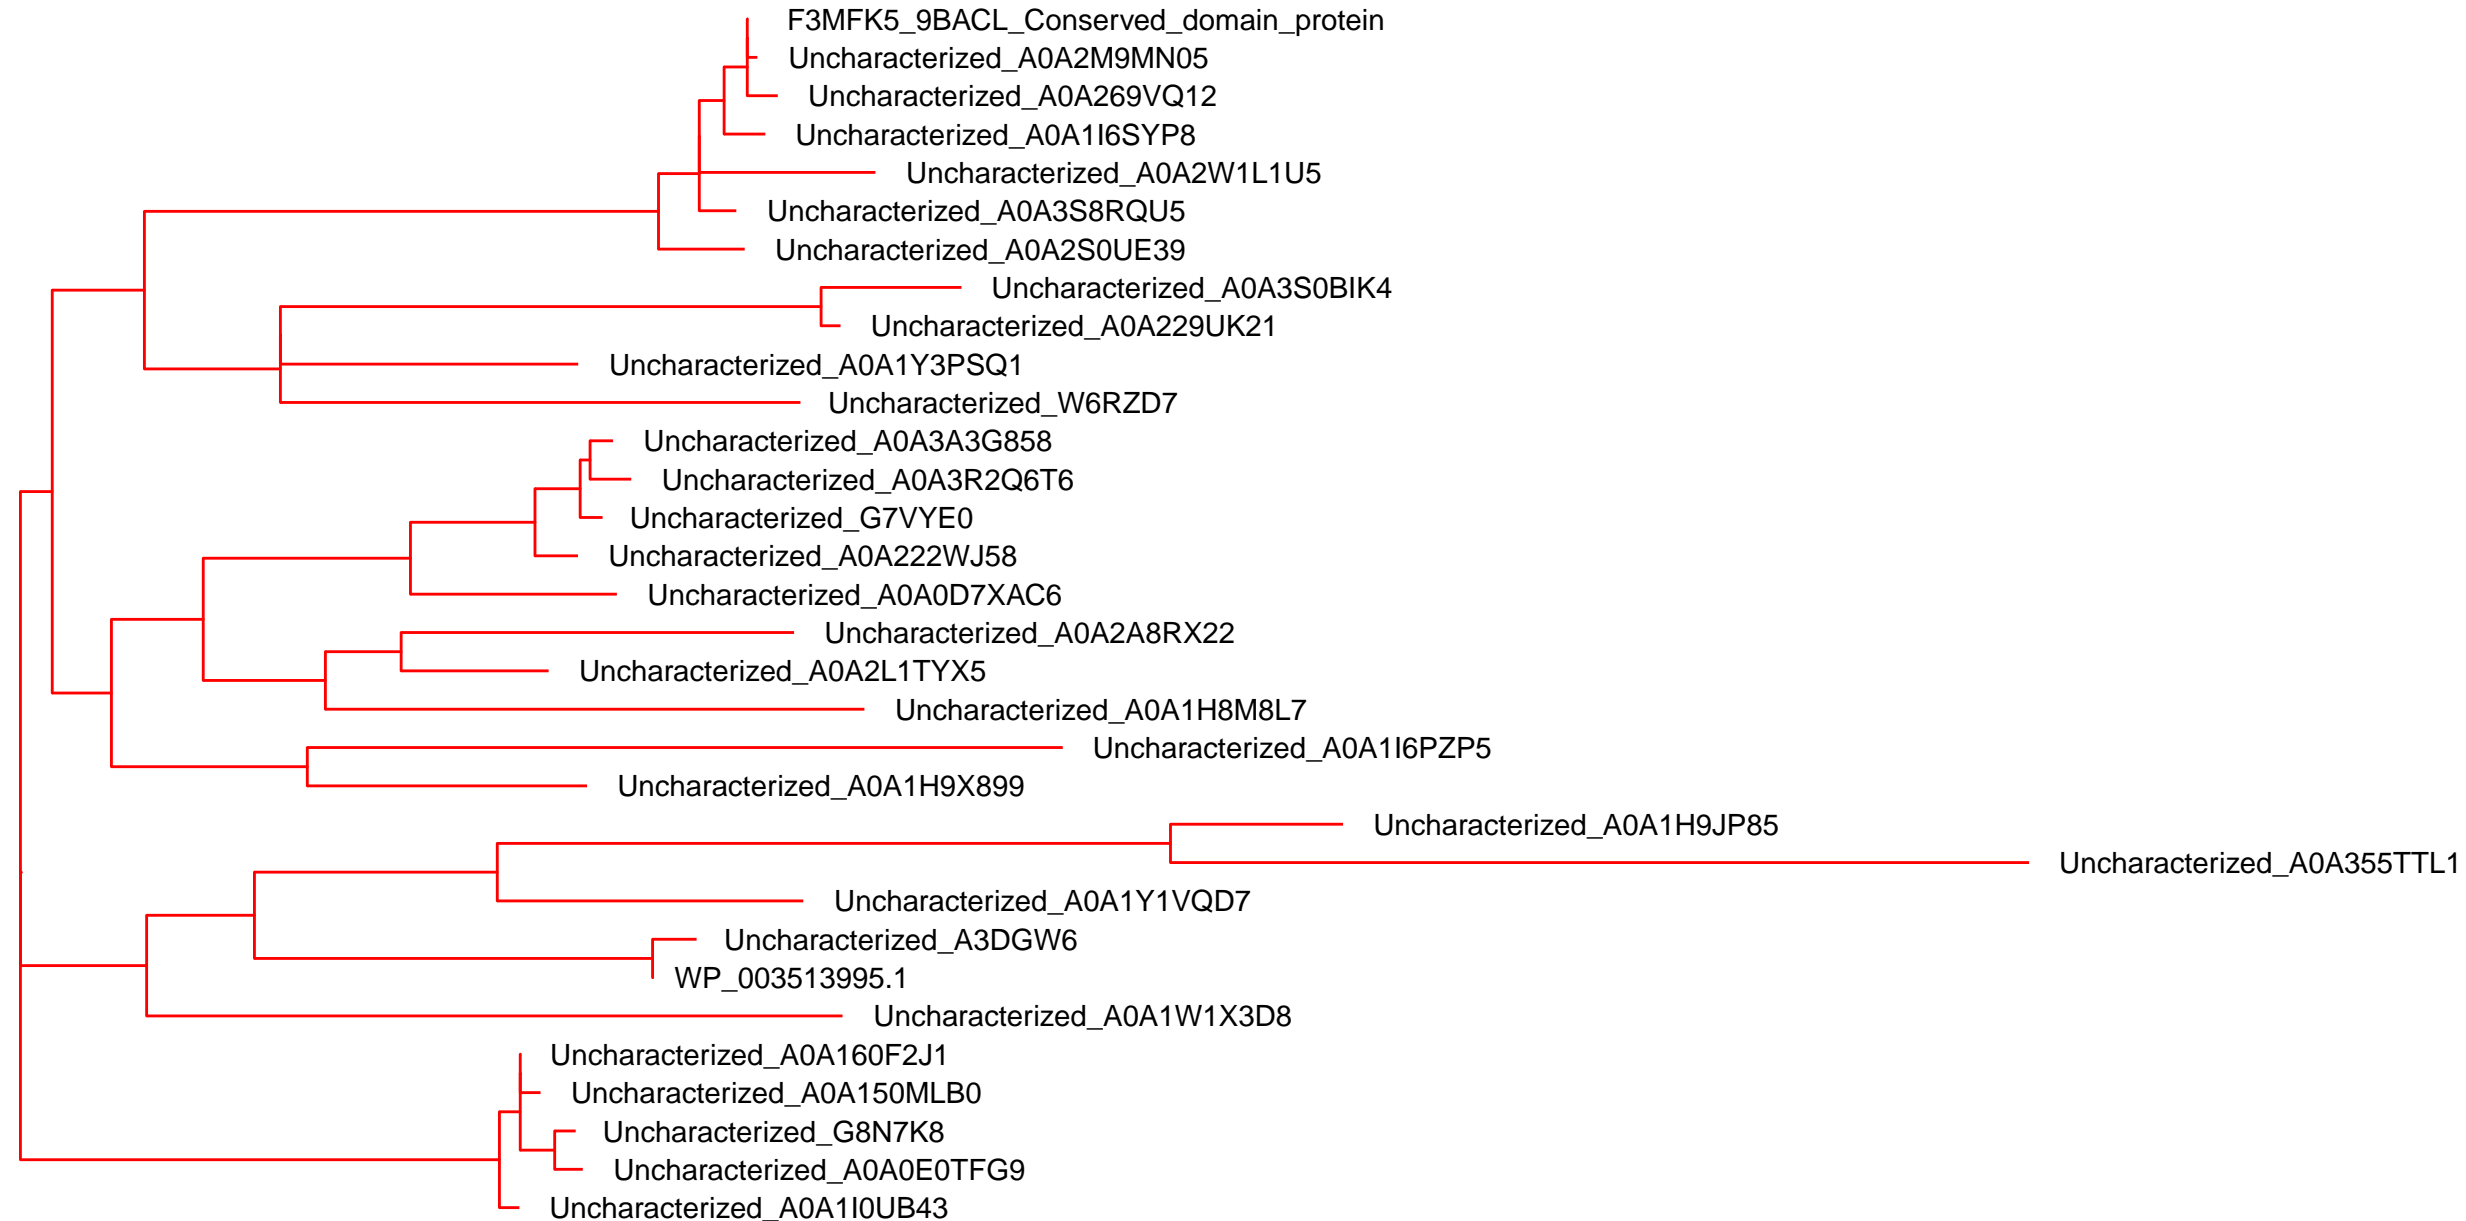 F3MFK5_9BACL_Conserved_domain_protein
Uncharacterized_A0A2M9MN05
Uncharacterized_A0A269VQ12
Uncharacterized_A0A1I6SYP8
Uncharacterized_A0A2W1L1U5
Uncharacterized_A0A3S8RQU5
Uncharacterized_A0A2S0UE39
Uncharacterized_A0A3S0BIK4
Uncharacterized_A0A229UK21
Uncharacterized_A0A1Y3PSQ1
Uncharacterized_W6RZD7
Uncharacterized_A0A3A3G858
Uncharacterized_A0A3R2Q6T6
Uncharacterized_G7VYE0
Uncharacterized_A0A222WJ58
Uncharacterized_A0A0D7XAC6
Uncharacterized_A0A2A8RX22
Uncharacterized_A0A2L1TYX5
Uncharacterized_A0A1H8M8L7
Uncharacterized_A0A1I6PZP5
Uncharacterized_A0A1H9X899
Uncharacterized_A0A1H9JP85
Uncharacterized_A0A355TTL1
Uncharacterized_A0A1Y1VQD7
Uncharacterized_A3DGW6
WP_003513995.1
Uncharacterized_A0A1W1X3D8
Uncharacterized_A0A160F2J1
Uncharacterized_A0A150MLB0
Uncharacterized_G8N7K8
Uncharacterized_A0A0E0TFG9
Uncharacterized_A0A1I0UB43